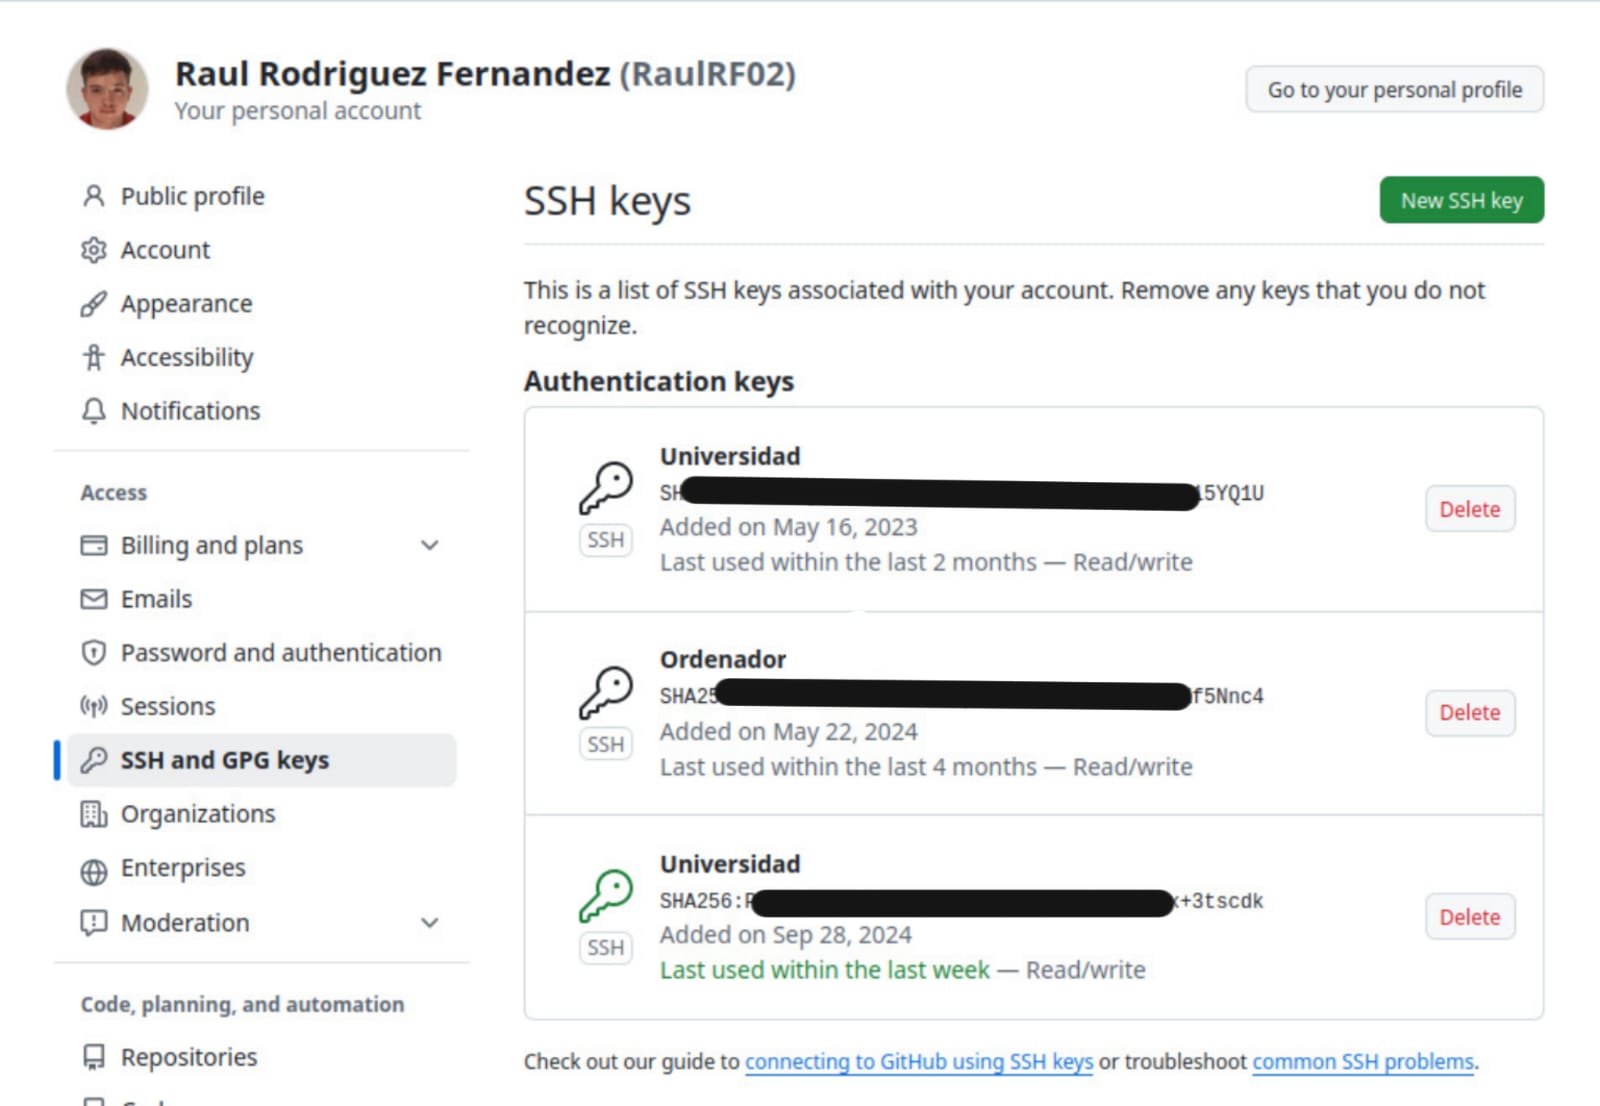 Raul Rodriguez Fernandez (RaulRF02)
Your personal account
Go to your personal profile
Public profile
Account
Appearance
Accessibility
Notifications
Access
Billing and plans
Emails
Password and authentication
Sessions
SSH and GPG keys
Organizations
Enterprises
Moderation
Code, planning, and automation
Repositories
SSH keys
New SSH key
This is a list of SSH keys associated with your account. Remove any keys that you do not
recognize.
Authentication keys
Universidad
SH 5YQ1U
Added on May 16, 2023
Last used within the last 2 months — Read/write
SSH
Delete
Ordenador
SHA25 f5Nnc4
Added on May 22, 2024
Last used within the last 4 months — Read/write
SSH
Delete
Universidad
SHA256: +3tscdk
Added on Sep 28, 2024
Last used within the last week — Read/write
SSH
Delete
Check out our guide to connecting to GitHub using SSH keys or troubleshoot common SSH problems.